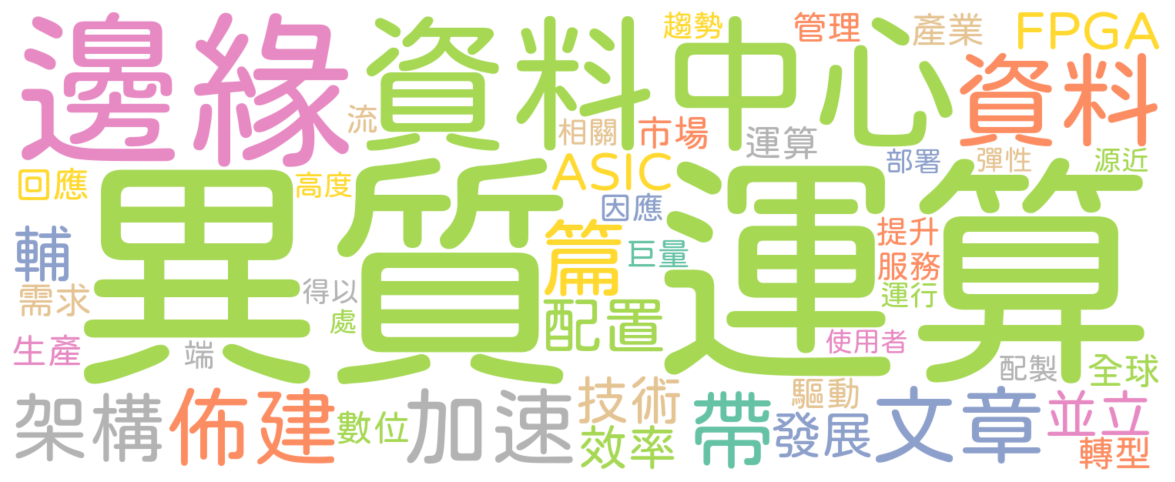 邊緣
資料中心
資料
趨勢
管理
產業
FPGA
流
相關
市場
運算
部署
彈性
源近
回應
高度
ASIC
因應
異質運算
篇
巨量
提升
服務
運行
輔
需求
得以
處
配置
生產
端
使用者
配製
全球
架構
佈建
數位
加速
技術
效率
帶
驅動
發展
文章
並立
轉型